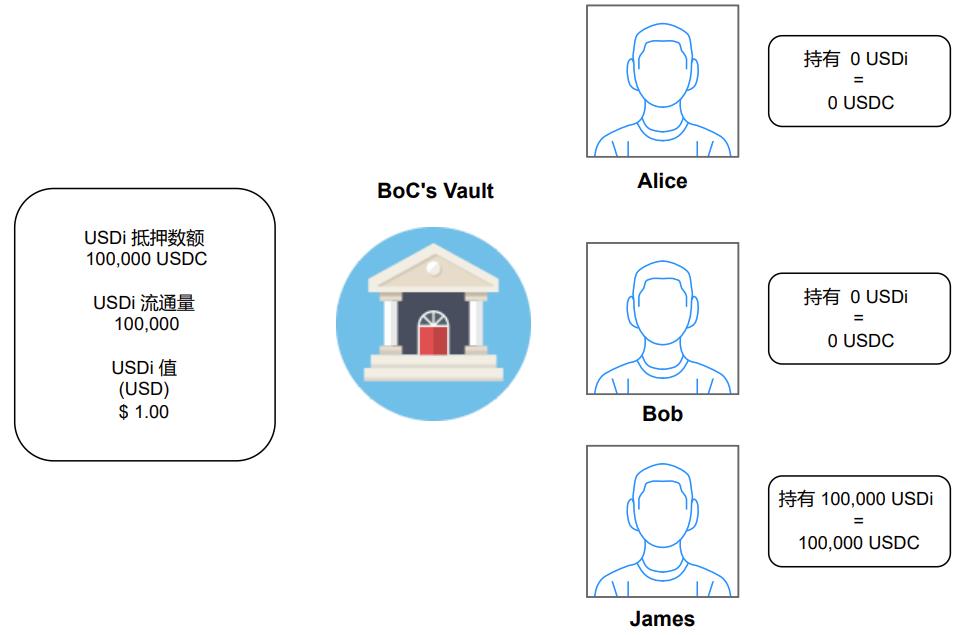 USDi 抵押数额
100,000 USDC
USDi 流通量
100,000
USDi 值
(USD)
$ 1.00
BoC's Vault
Alice
持有 0 USDi
=
0 USDC
Bob
持有 0 USDi
=
0 USDC
James
持有 100,000 USDi
=
100,000 USDC